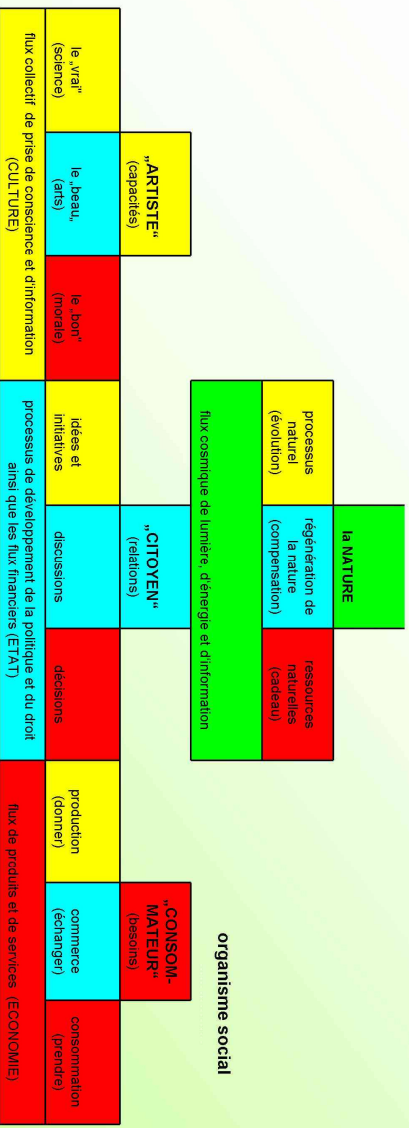 la NATURE
processus
naturel
(évolution)
régénération de
la nature
(compensation)
ressources
naturelles
(cadeau)
flux cosmique de lumière, d'énergie et d'information
organisme social
„ARTISTE“
(capacités)
„CITOYEN“
(relations)
„CONSOM-
MATEUR“
(besoins)
le „vrai“
(science)
le „beau„
(arts)
le „bon“
(morale)
idées et
initiatives
discussions
décisions
production
(donner)
commerce
(échanger)
consommation
(prendre)
flux collectif de prise de conscience et d'information
(CULTURE)
processus de développement de la politique et du droit
ainsi que les flux financiers (ETAT)
flux de produits et de services (ECONOMIE)